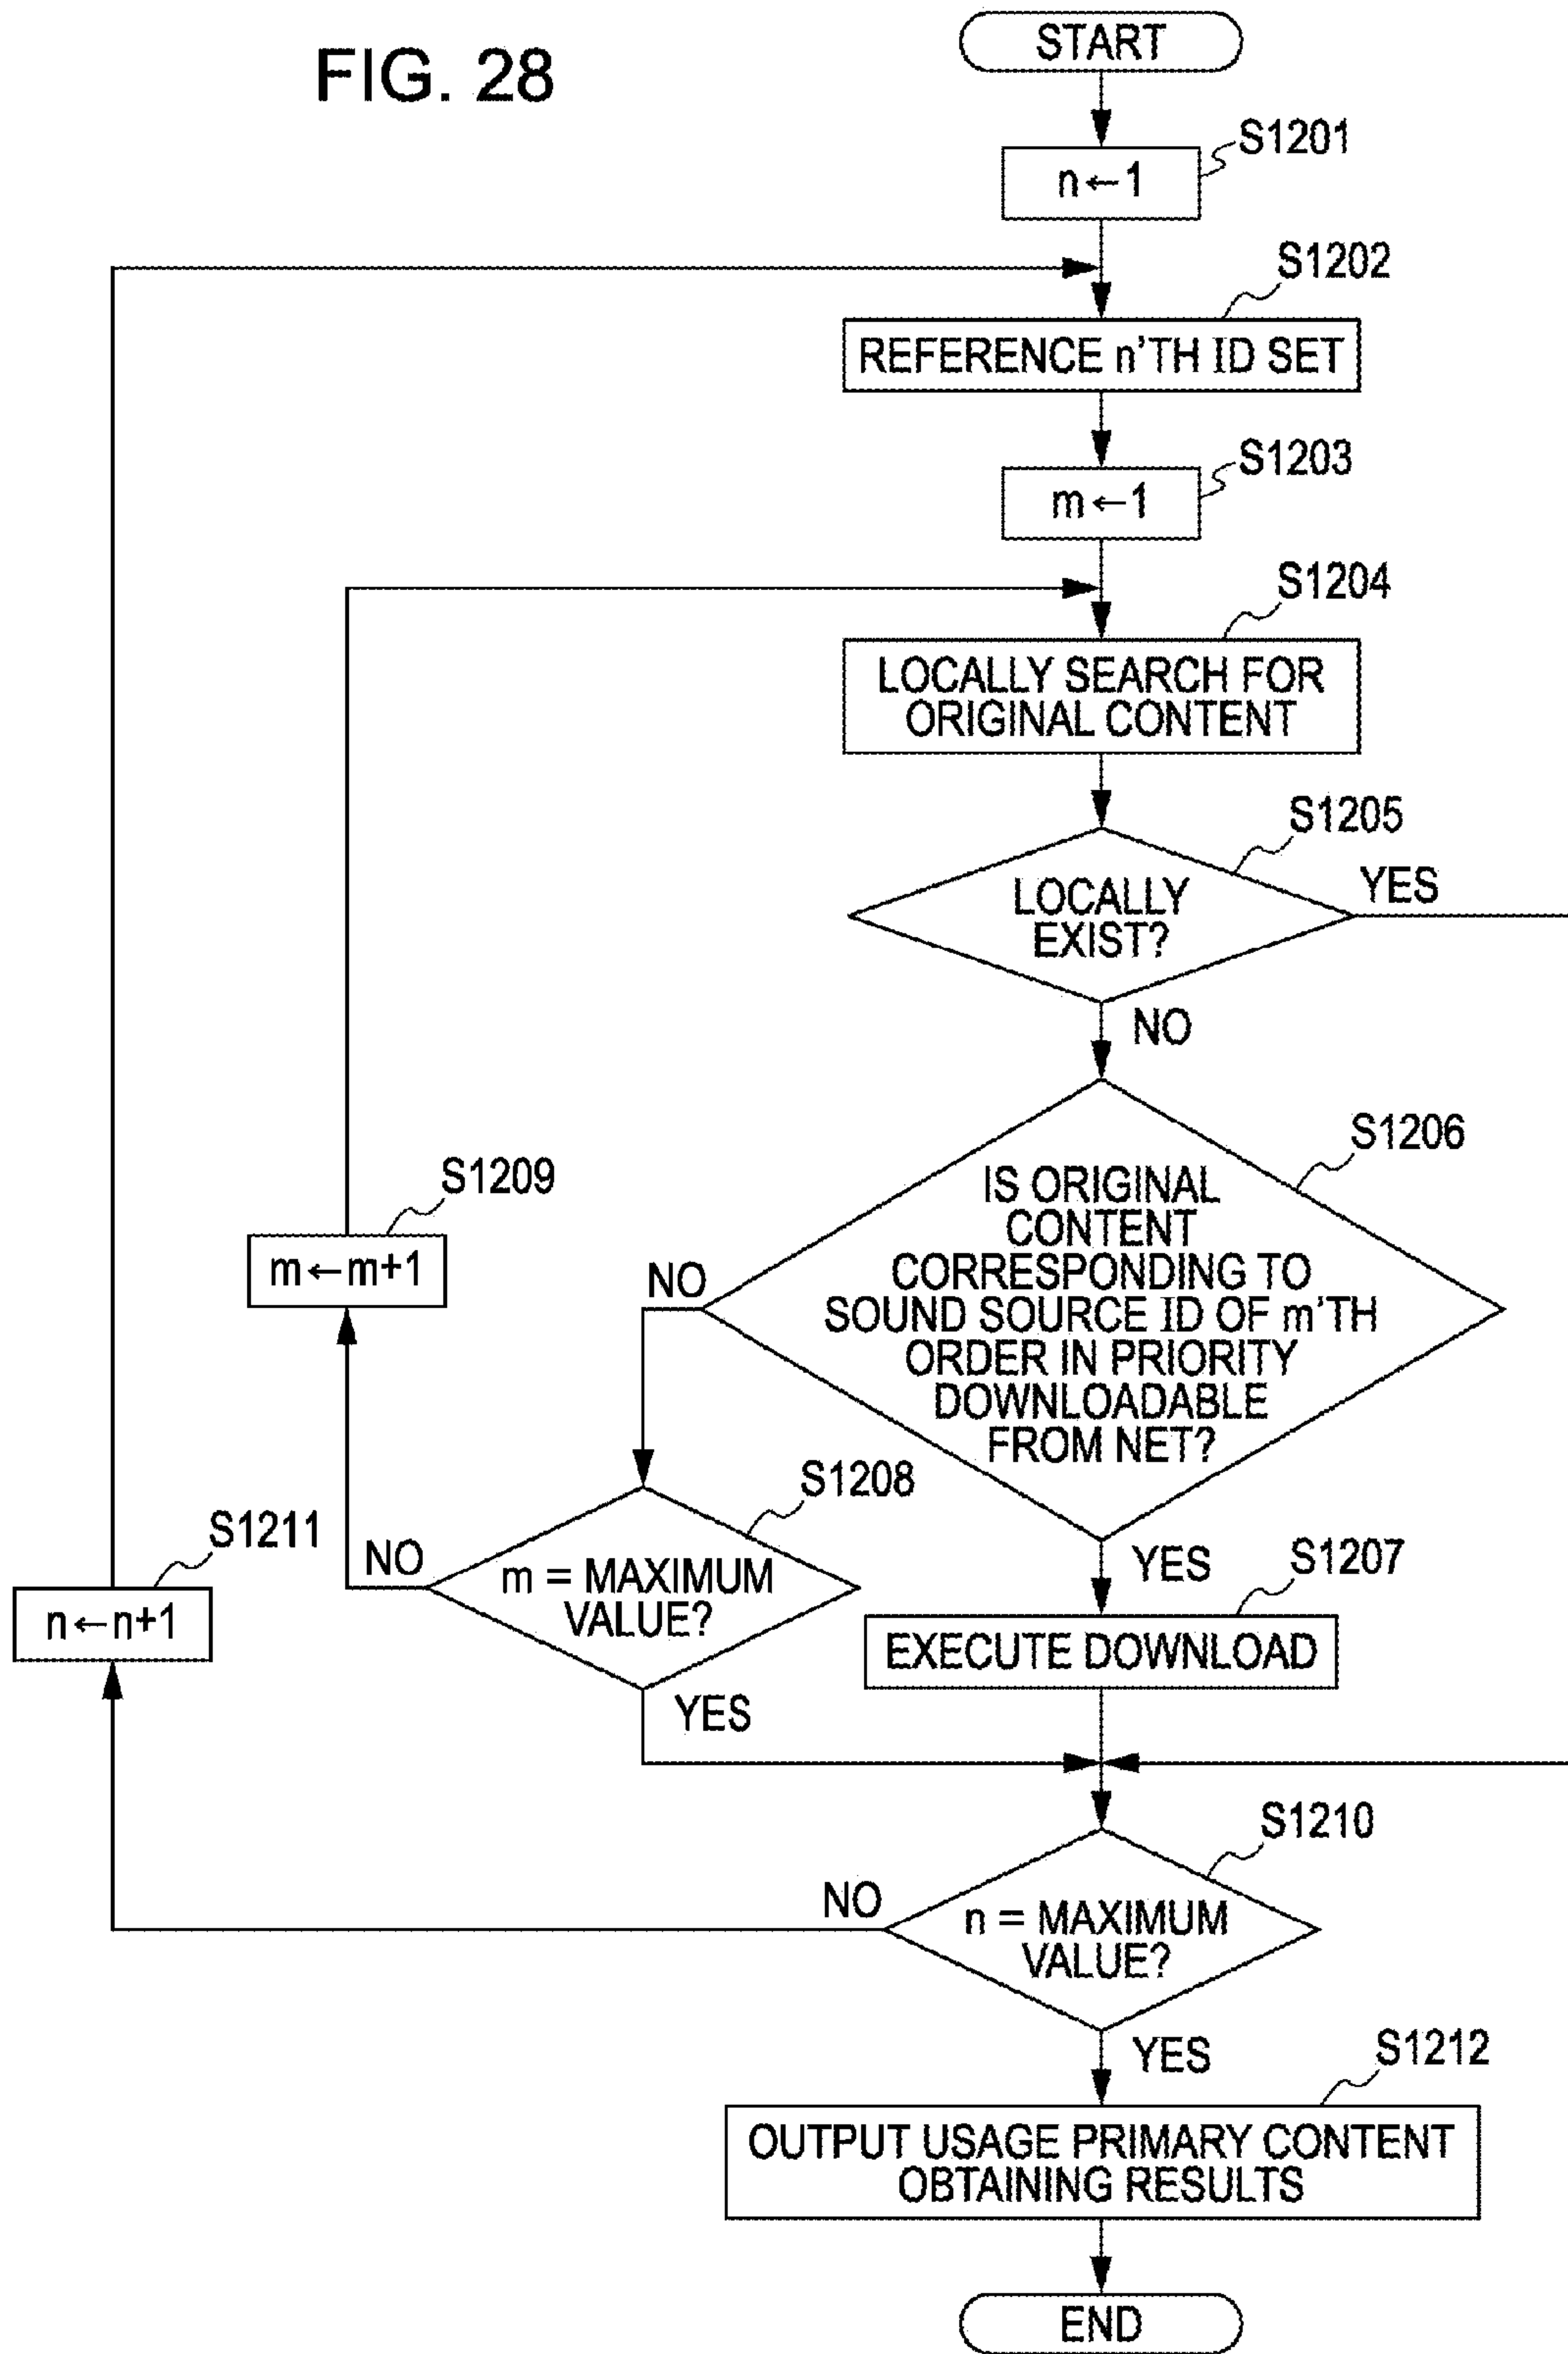 FIG. 28
START
S1201
n←1
S1202
REFERENCE n'TH ID SET
S1203
m←1
S1204
LOCALLY SEARCH FOR
ORIGINAL CONTENT
S1205
LOCALLY
EXIST?
YES
NO
S1206
IS ORIGINAL
CONTENT
CORRESPONDING TO
SOUND SOURCE ID OF m'TH
ORDER IN PRIORITY
DOWNLOADABLE
FROM NET?
NO
S1209
m←m+1
S1208
m = MAXIMUM
VALUE?
NO
YES
YES
S1207
EXECUTE DOWNLOAD
S1211
n←n+1
S1210
n = MAXIMUM
VALUE?
NO
YES
S1212
OUTPUT USAGE PRIMARY CONTENT
OBTAINING RESULTS
END